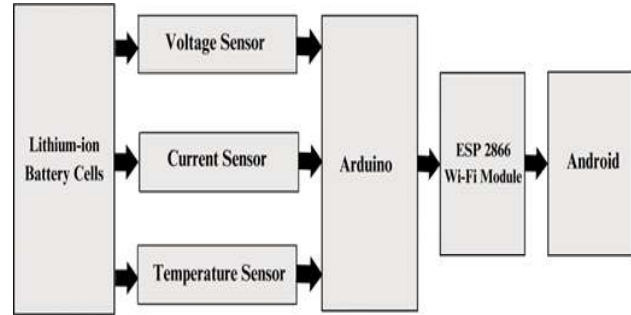 Lithium-ion
Battery Cells
Voltage Sensor
Current Sensor
Temperature Sensor
Arduino
ESP 2866
Wi-Fi Module
Android